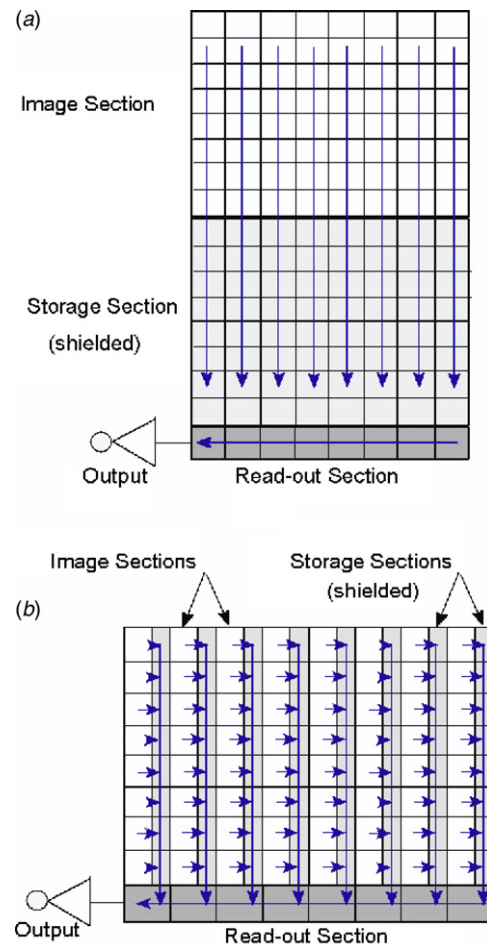 (a)
Image Section
Storage Section
(shielded)
Output
Read-out Section
Image Sections
Storage Sections
(shielded)
(b)
Output
Read-out Section